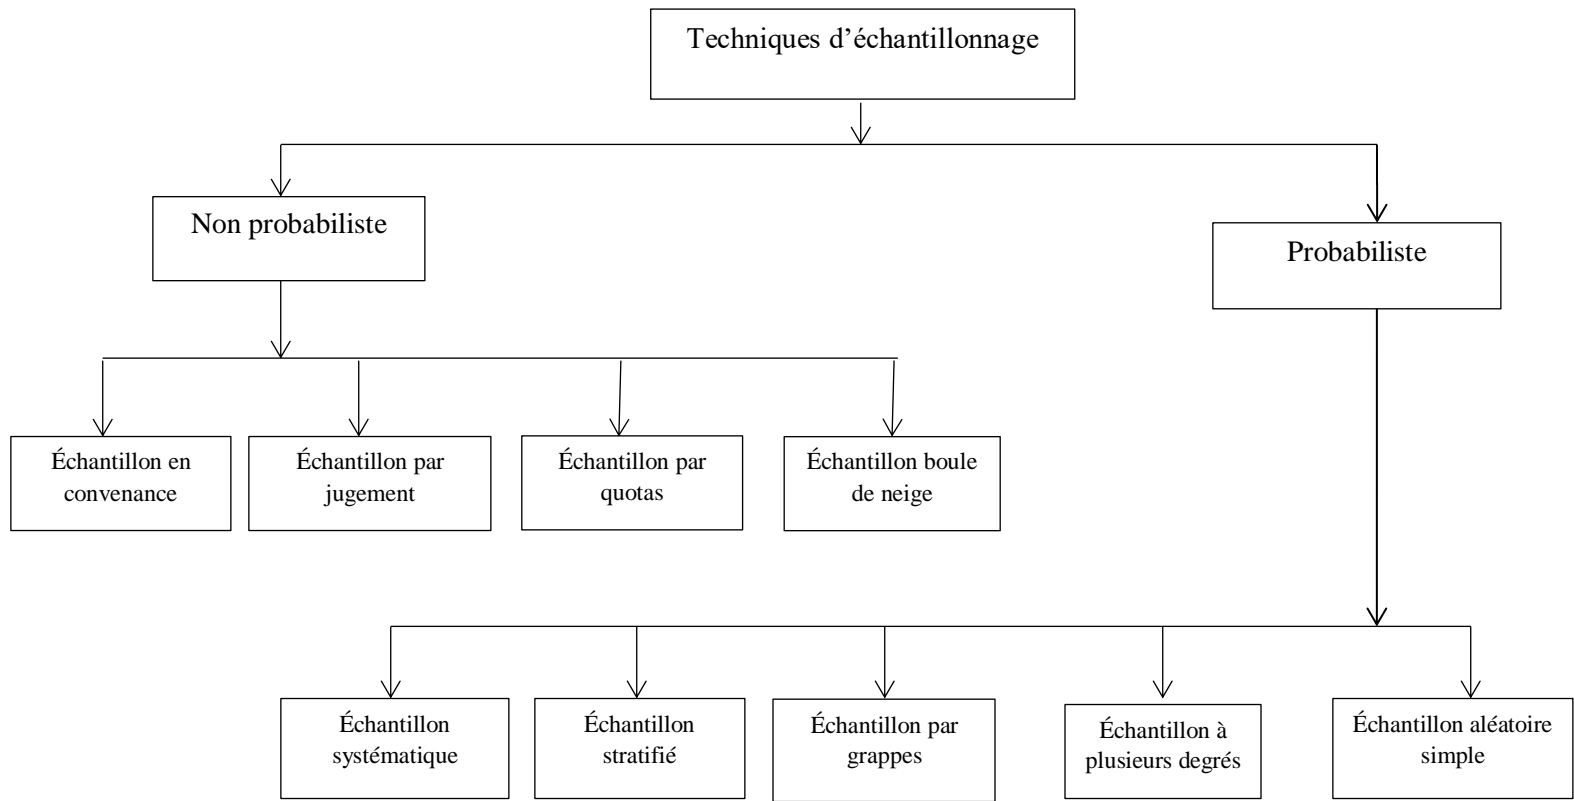 Techniques d’échantillonnage
Non probabiliste
Probabiliste
Échantillon en
convenance
Échantillon par
jugement
Échantillon par
quotas
Échantillon boule
de neige
Échantillon
systématique
Échantillon
stratifié
Échantillon par
grappes
Échantillon à
plusieurs degrés
Échantillon aléatoire
simple